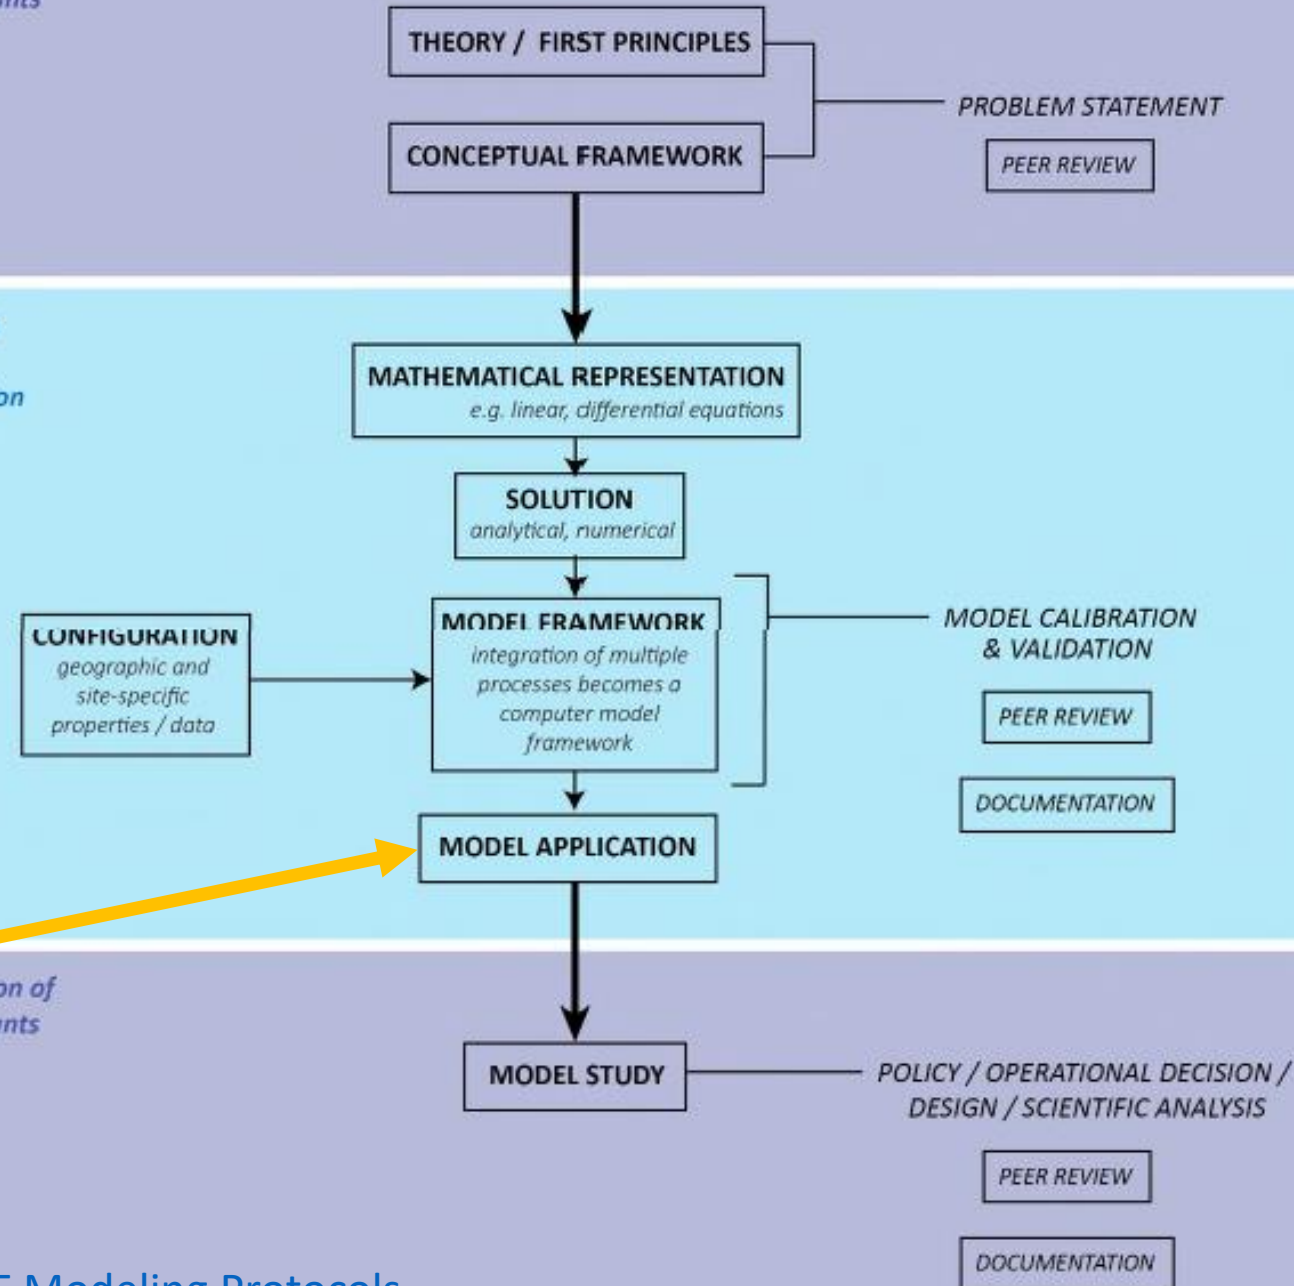 THEORY / FIRST PRINCIPLES
PROBLEM STATEMENT
CONCEPTUAL FRAMEWORK
PEER REVIEW
MATHEMATICAL REPRESENTATION
e.g. linear, differential equations
SOLUTION
analytical, numerical
CONFIGURATION
geographic and
site-specific
properties / data
MODEL FRAMEWORK
integration of multiple
processes becomes a
computer model
framework
MODEL CALIBRATION
& VALIDATION
PEER REVIEW
DOCUMENTATION
MODEL APPLICATION
on of
MODEL STUDY
POLICY / OPERATIONAL DECISION /
DESIGN / SCIENTIFIC ANALYSIS
PEER REVIEW
DOCUMENTATION
Modeling Protocols